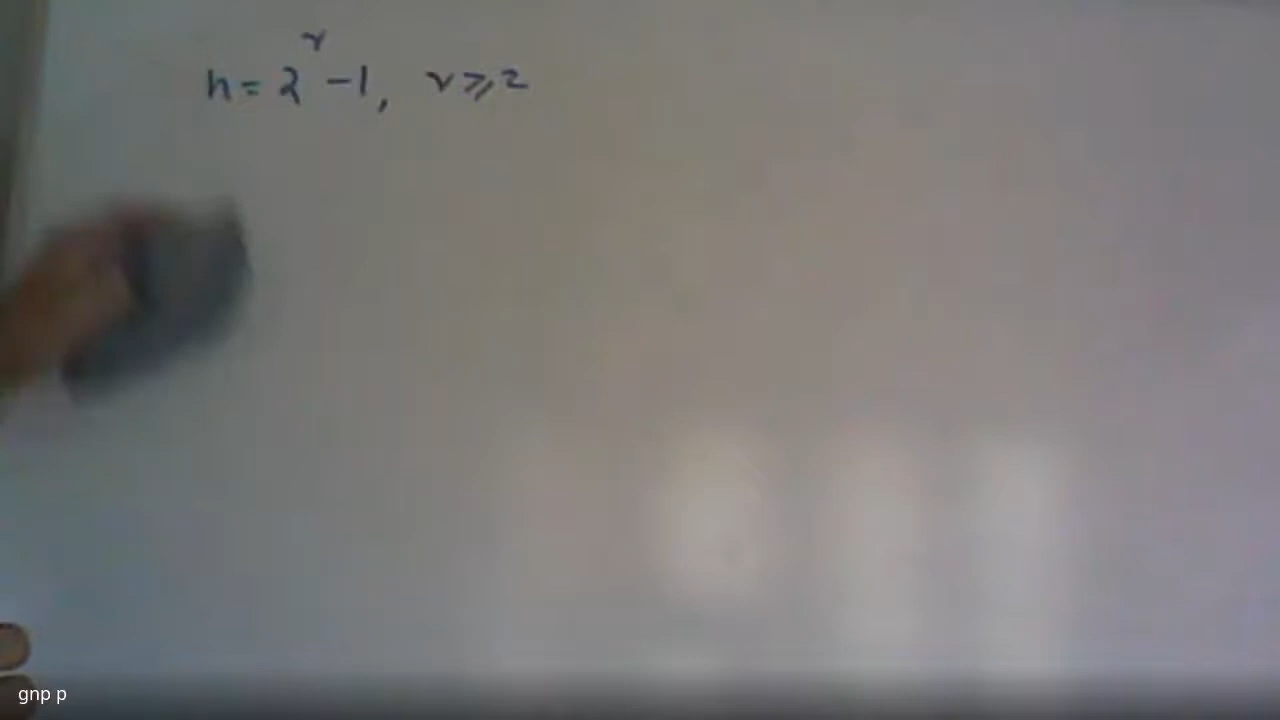 n = 2^r - 1, r ⩾ 2
gnp p